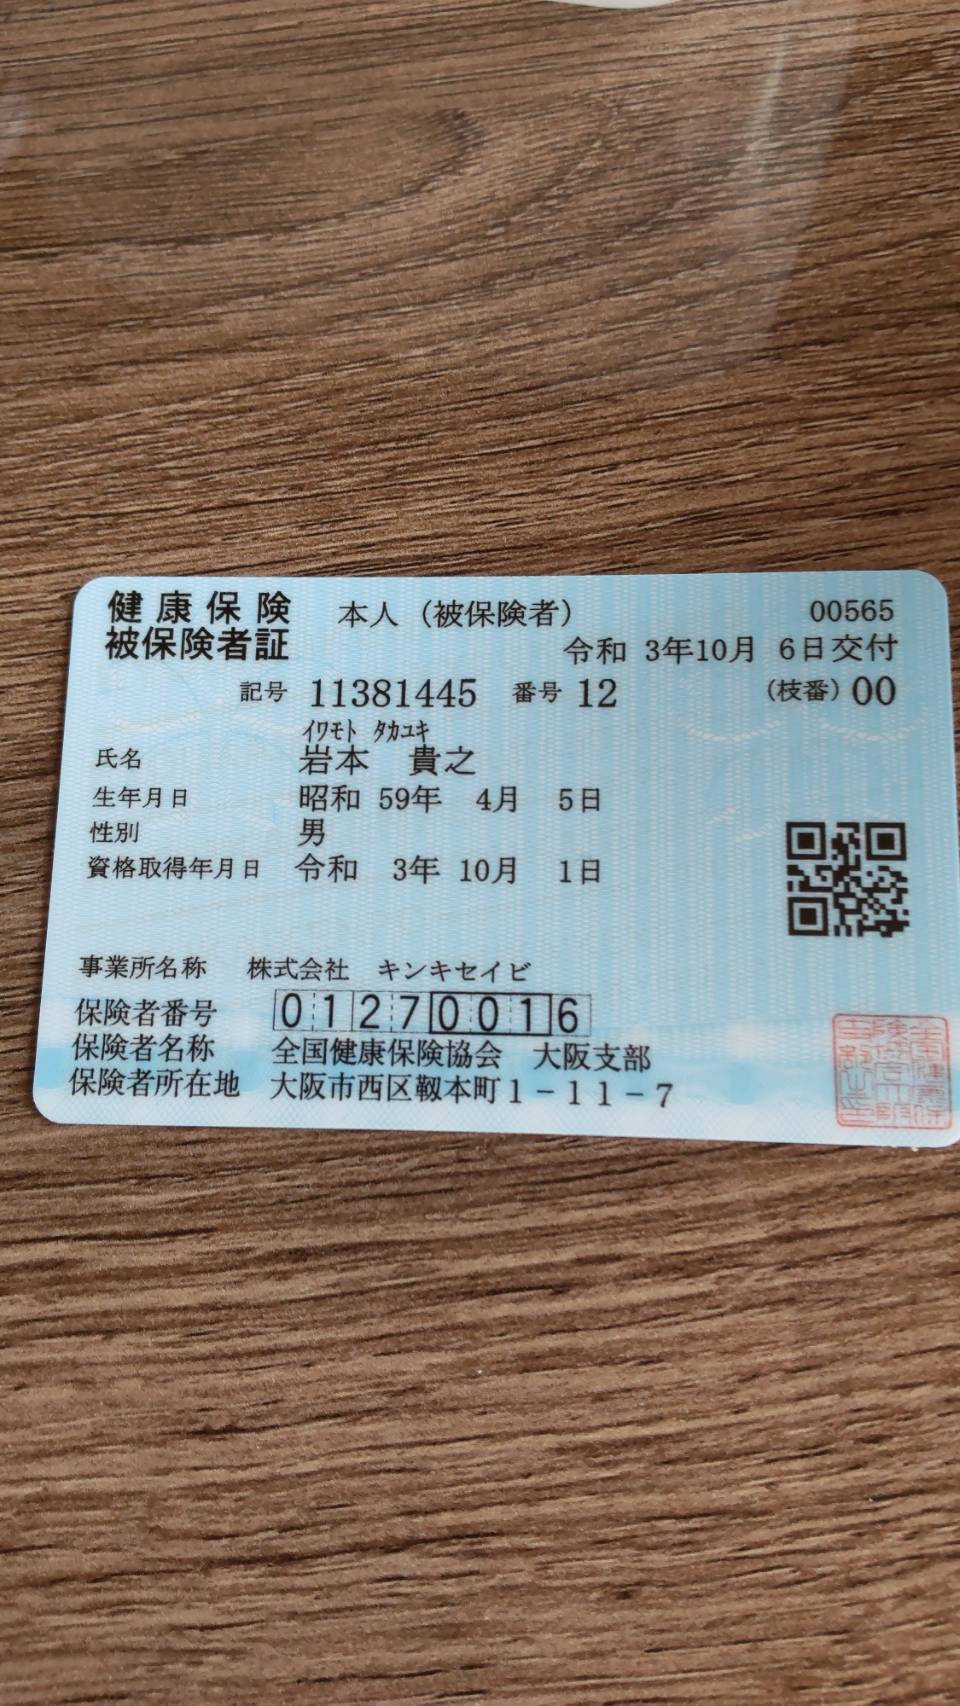 健康保険 本人（被保険者） 00565
被保険者証 令和 3年10月 6日交付
記号 11381445 番号 12 （枝番）00
ｲﾜﾓﾄ ﾀｶﾕｷ
氏名 岩本 貴之
生年月日 昭和 59年 4月 5日
性別 男
資格取得年月日 令和 3年 10月 1日
事業所名称 株式会社 キンキセイビ
保険者番号 01270016
保険者名称 全国健康保険協会 大阪支部
保険者所在地 大阪市西区靱本町1－11－7